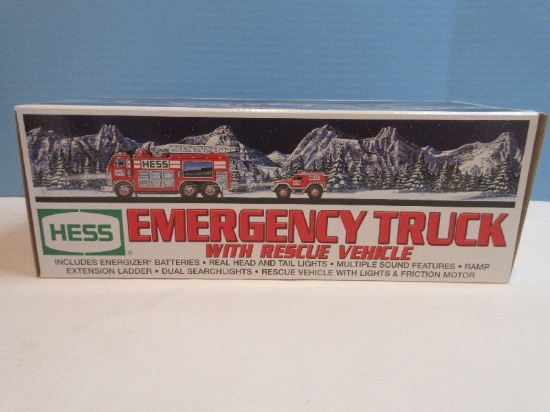 HESS
HESS®
EMERGENCY TRUCK
WITH RESCUE VEHICLE
INCLUDES ENERGIZER® BATTERIES • REAL HEAD AND TAIL LIGHTS • MULTIPLE SOUND FEATURES • RAMP
EXTENSION LADDER • DUAL SEARCHLIGHTS • RESCUE VEHICLE WITH LIGHTS & FRICTION MOTOR